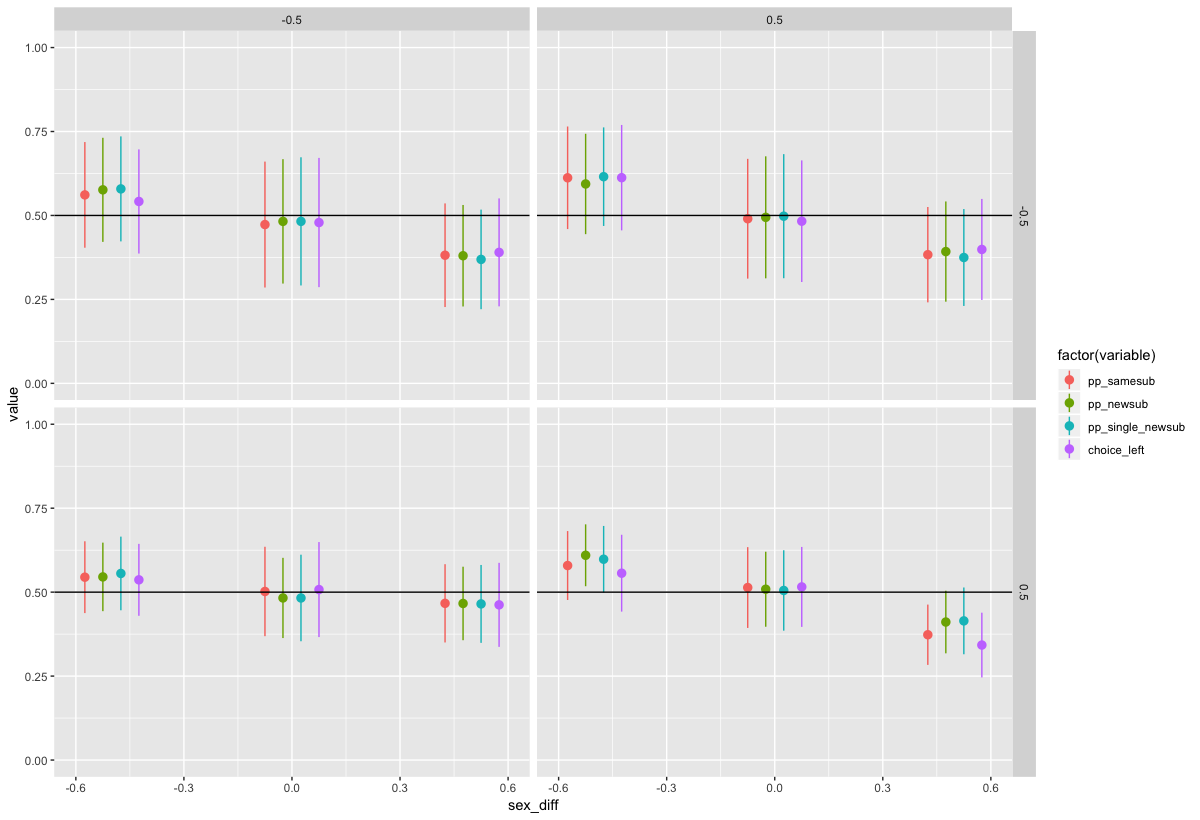 -0.5 0.5
1.00
0.75
0.50
0.25
0.00
-0.5
1.00
0.75
0.50
0.25
0.00
0.5
-0.6 -0.3 0.0 0.3 0.6 -0.6 -0.3 0.0 0.3 0.6
sex_diff
value
factor(variable)
pp_samesub
pp_newsub
pp_single_newsub
choice_left